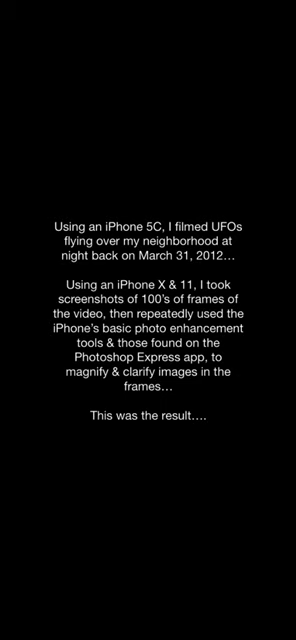 Using an iPhone 5C, I filmed UFOs
flying over my neighborhood at
night back on March 31, 2012...
Using an iPhone X & 11, I took
screenshots of 100's of frames of
the video, then repeatedly used the
iPhone's basic photo enhancement
tools & those found on the
Photoshop Express app, to
magnify & clarify images in the
frames...
This was the result....